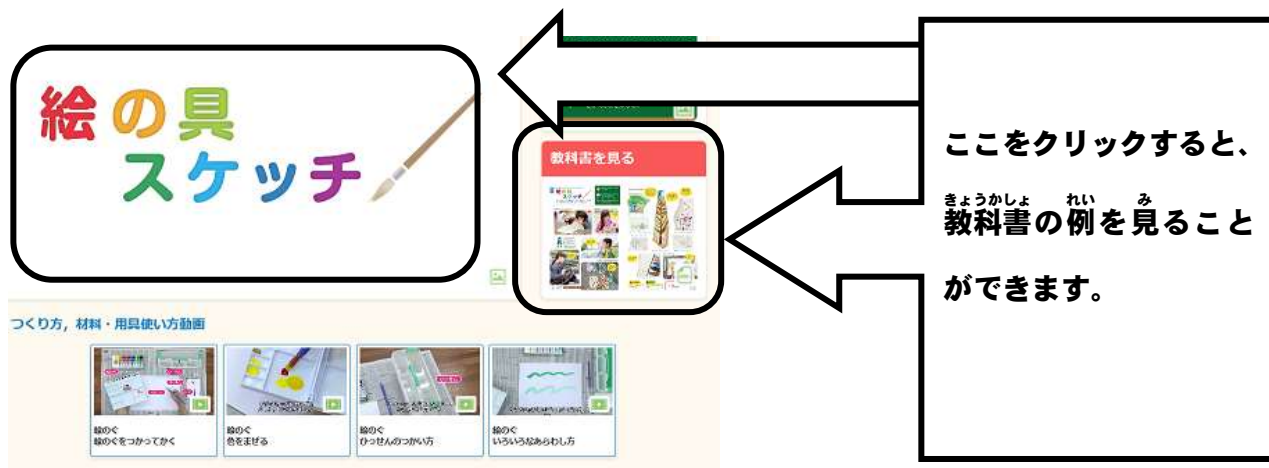 絵の具
スケッチ
教科書を見る
ここをクリックすると、
きょうかしょ れい み
教科書の例を見ること
ができます。
つくり方，材料・用具使い方動画
絵のぐ
絵のぐをつかってかく
絵のぐ
色をまぜる
絵のぐ
ひっせんのつかい方
絵のぐ
いろいろなあらわし方